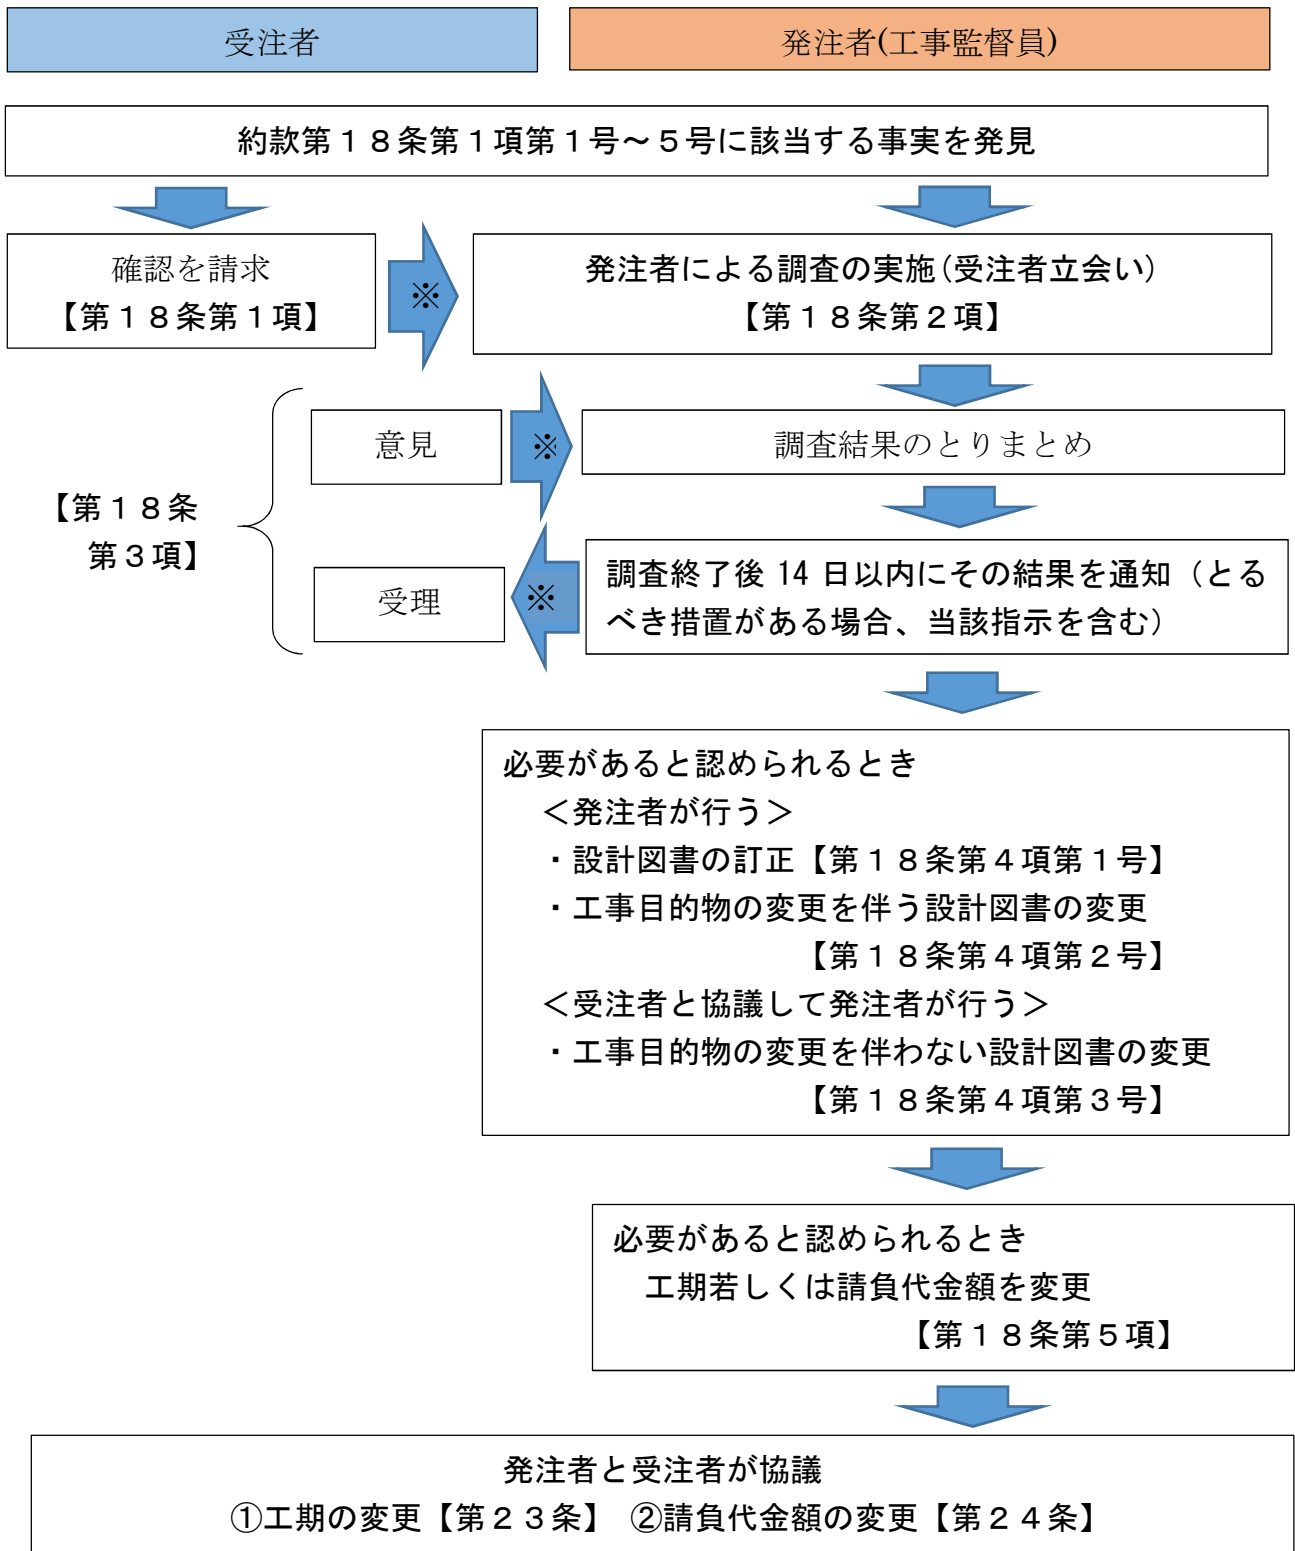 受注者
発注者(工事監督員)
約款第１８条第１項第１号～５号に該当する事実を発見
確認を請求
【第１８条第１項】
※
発注者による調査の実施(受注者立会い)
【第１８条第２項】
意見
※
調査結果のとりまとめ
【第１８条
第３項】
受理
※
調査終了後 14 日以内にその結果を通知（とる
べき措置がある場合、当該指示を含む）
必要があると認められるとき
＜発注者が行う＞
・設計図書の訂正【第１８条第４項第１号】
・工事目的物の変更を伴う設計図書の変更
【第１８条第４項第２号】
＜受注者と協議して発注者が行う＞
・工事目的物の変更を伴わない設計図書の変更
【第１８条第４項第３号】
必要があると認められるとき
工期若しくは請負代金額を変更
【第１８条第５項】
発注者と受注者が協議
①工期の変更【第２３条】 ②請負代金額の変更【第２４条】